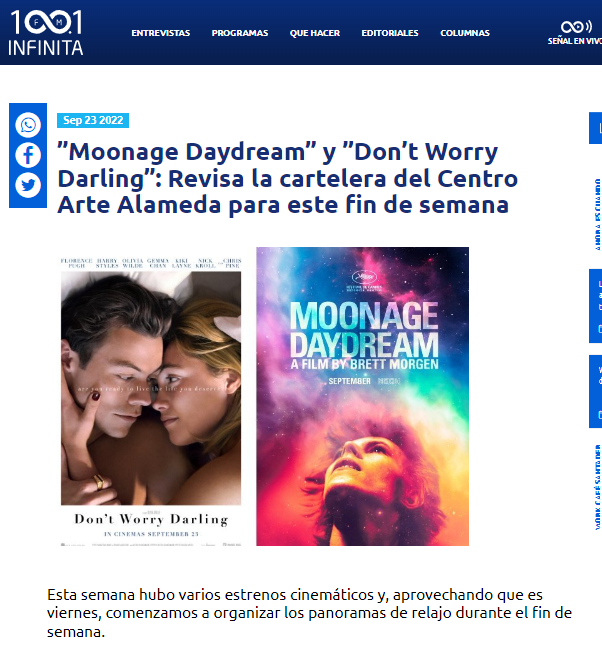 100.1
FM
INFINITA
ENTREVISTAS PROGRAMAS QUE HACER EDITORIALES COLUMNAS
SEÑAL EN VIVO
Sep 23 2022
”Moonage Daydream” y ”Don’t Worry
Darling”: Revisa la cartelera del Centro
Arte Alameda para este fin de semana
FLORENCE PUGH HARRY STYLES OLIVIA WILDE GEMMA CHAN KIKI LAYNE NICK KROLL CHRIS PINE
are you ready to live the life you deserve
Don't Worry Darling
IN CINEMAS SEPTEMBER 23
MOONAGE
DAYDREAM
A FILM BY BRETT MORGEN
SEPTEMBER
Esta semana hubo varios estrenos cinemáticos y, aprovechando que es
viernes, comenzamos a organizar los panoramas de relajo durante el fin de
semana.